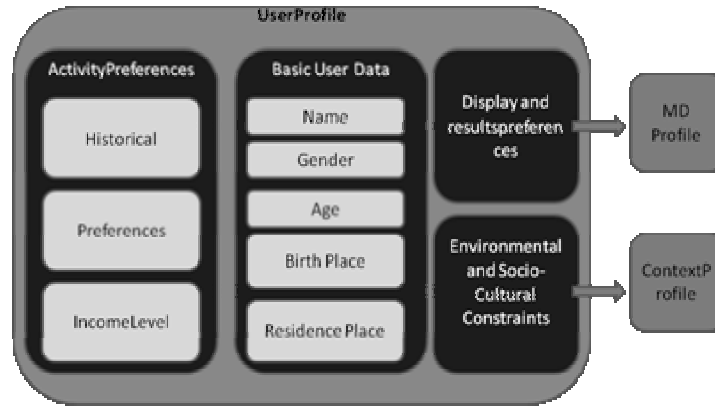 UserProfile
ActivityPreferences
Historical
Preferences
IncomeLevel
Basic User Data
Name
Gender
Age
Birth Place
Residence Place
Display and
resultspreferen
ces
Environmental
and Socio-
Cultural
Constraints
MD
Profile
ContextP
rofile